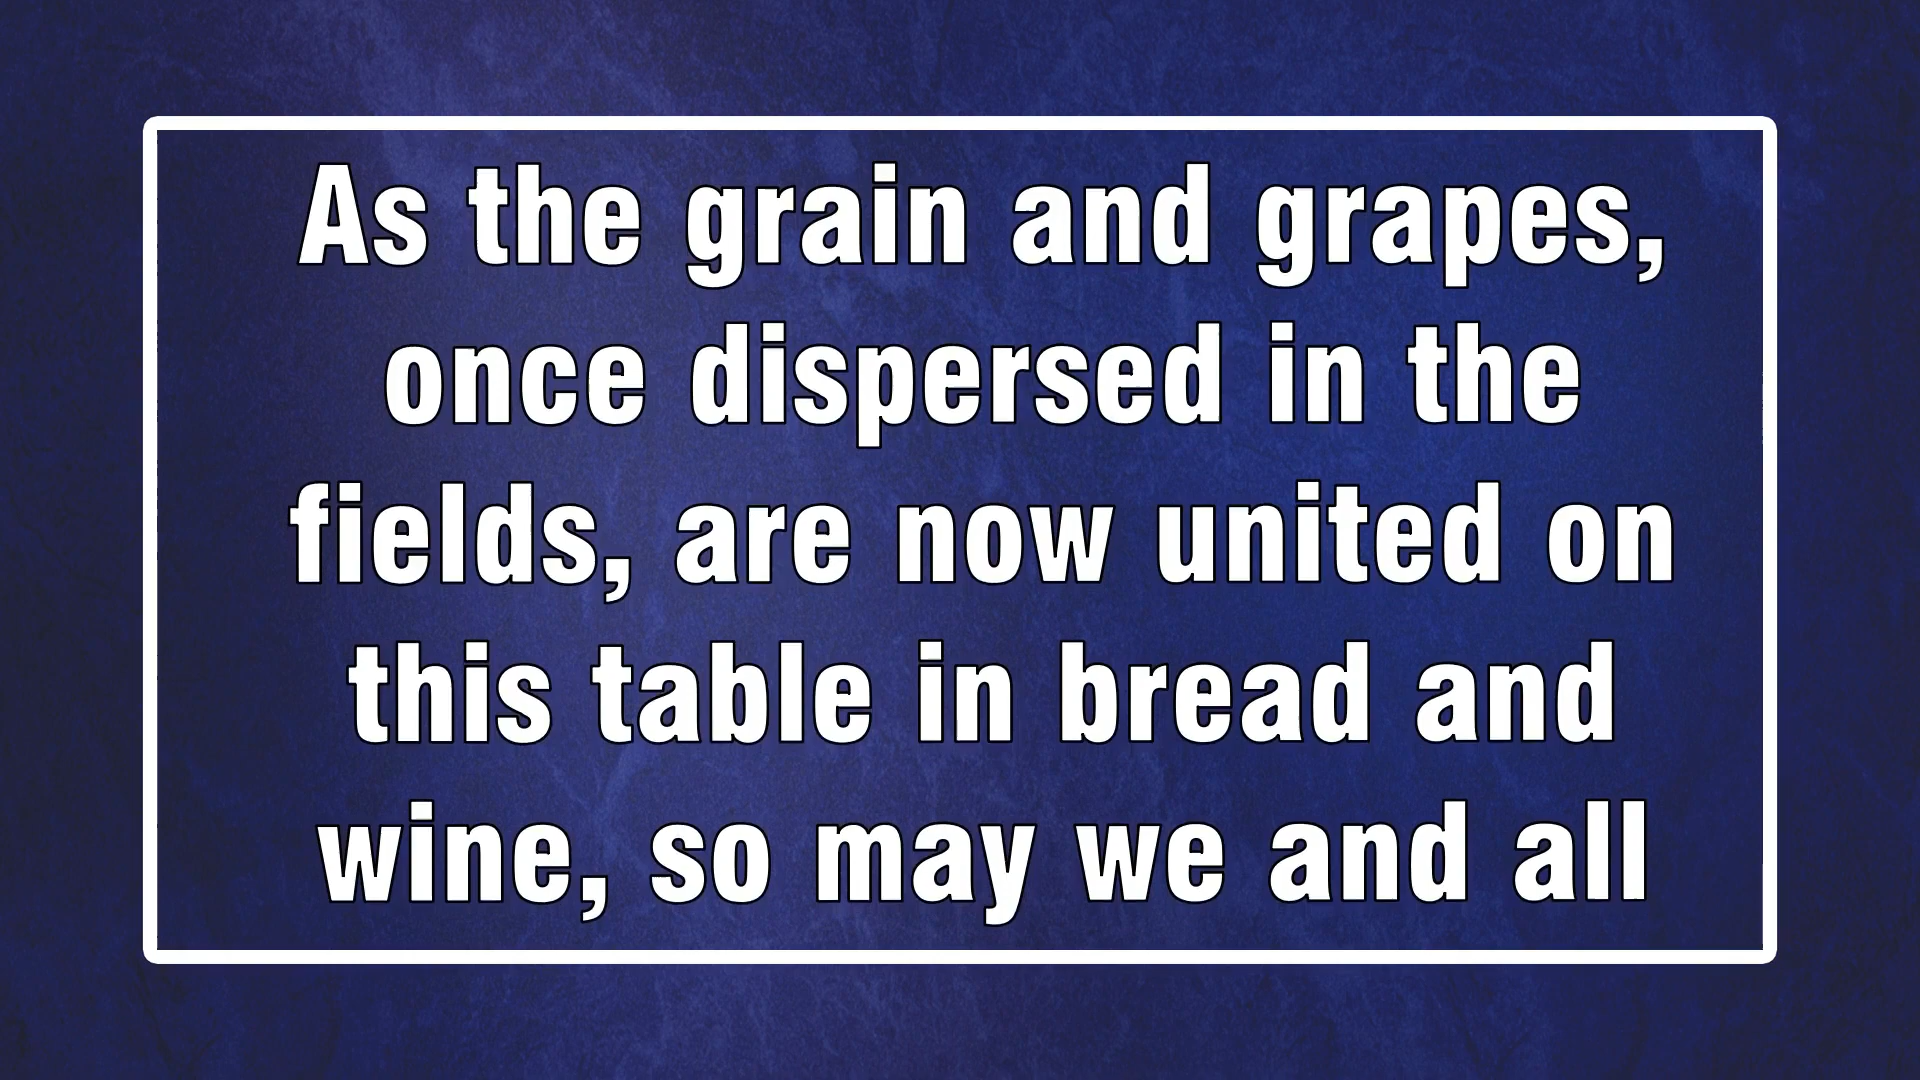 As the grain and grapes,
once dispersed in the
fields, are now united on
this table in bread and
wine, so may we and all